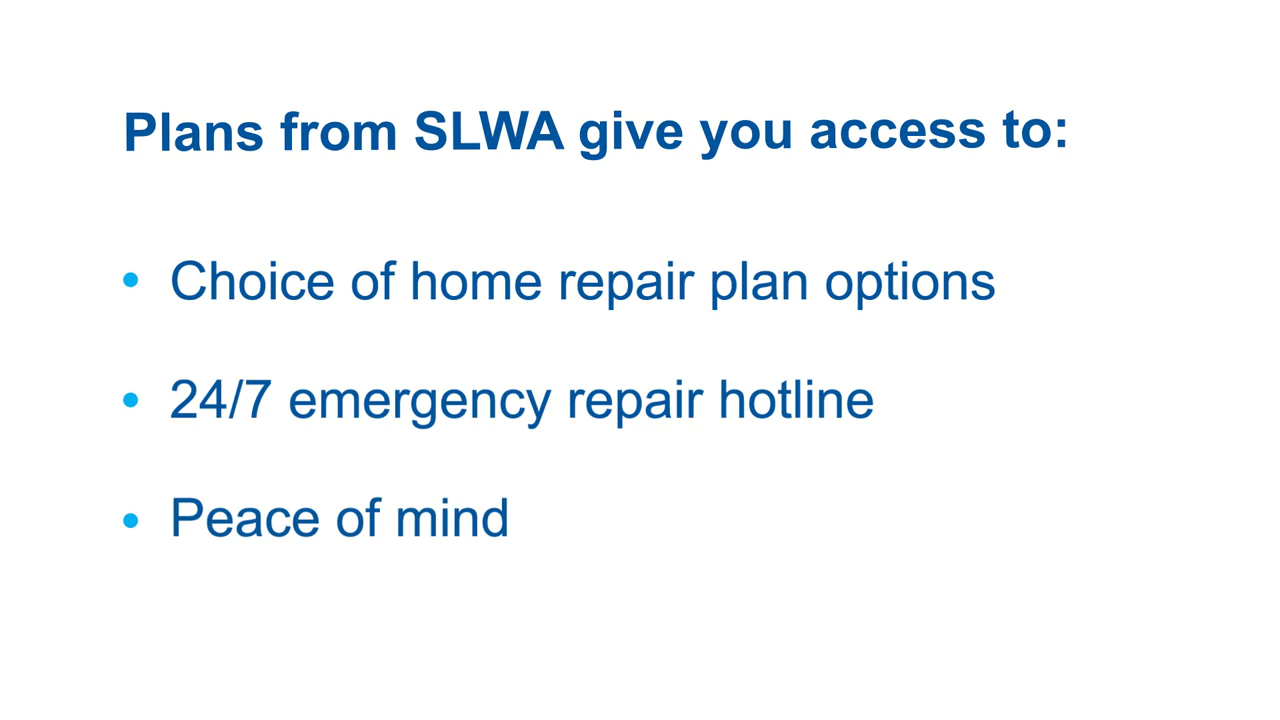 Plans from SLWA give you access to:
• Choice of home repair plan options
• 24/7 emergency repair hotline
• Peace of mind